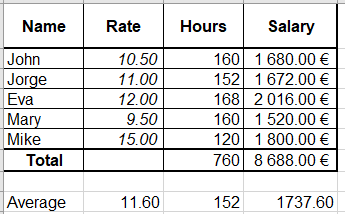 Name Rate Hours Salary
John 10.50 160 1 680.00 €
Jorge 11.00 152 1 672.00 €
Eva 12.00 168 2 016.00 €
Mary 9.50 160 1 520.00 €
Mike 15.00 120 1 800.00 €
Total 760 8 688.00 €
Average 11.60 152 1737.60